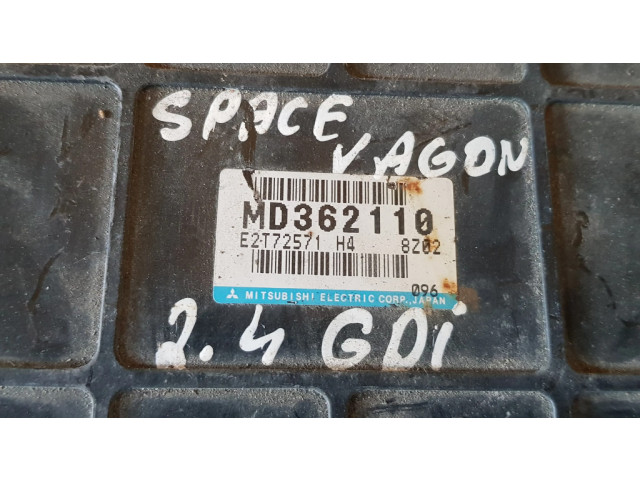 SPACE
VAGON
MD362110
E2T72571 H4 8Z02
096
MITSUBISHI ELECTRIC CORP., JAPAN
2.4 GDi